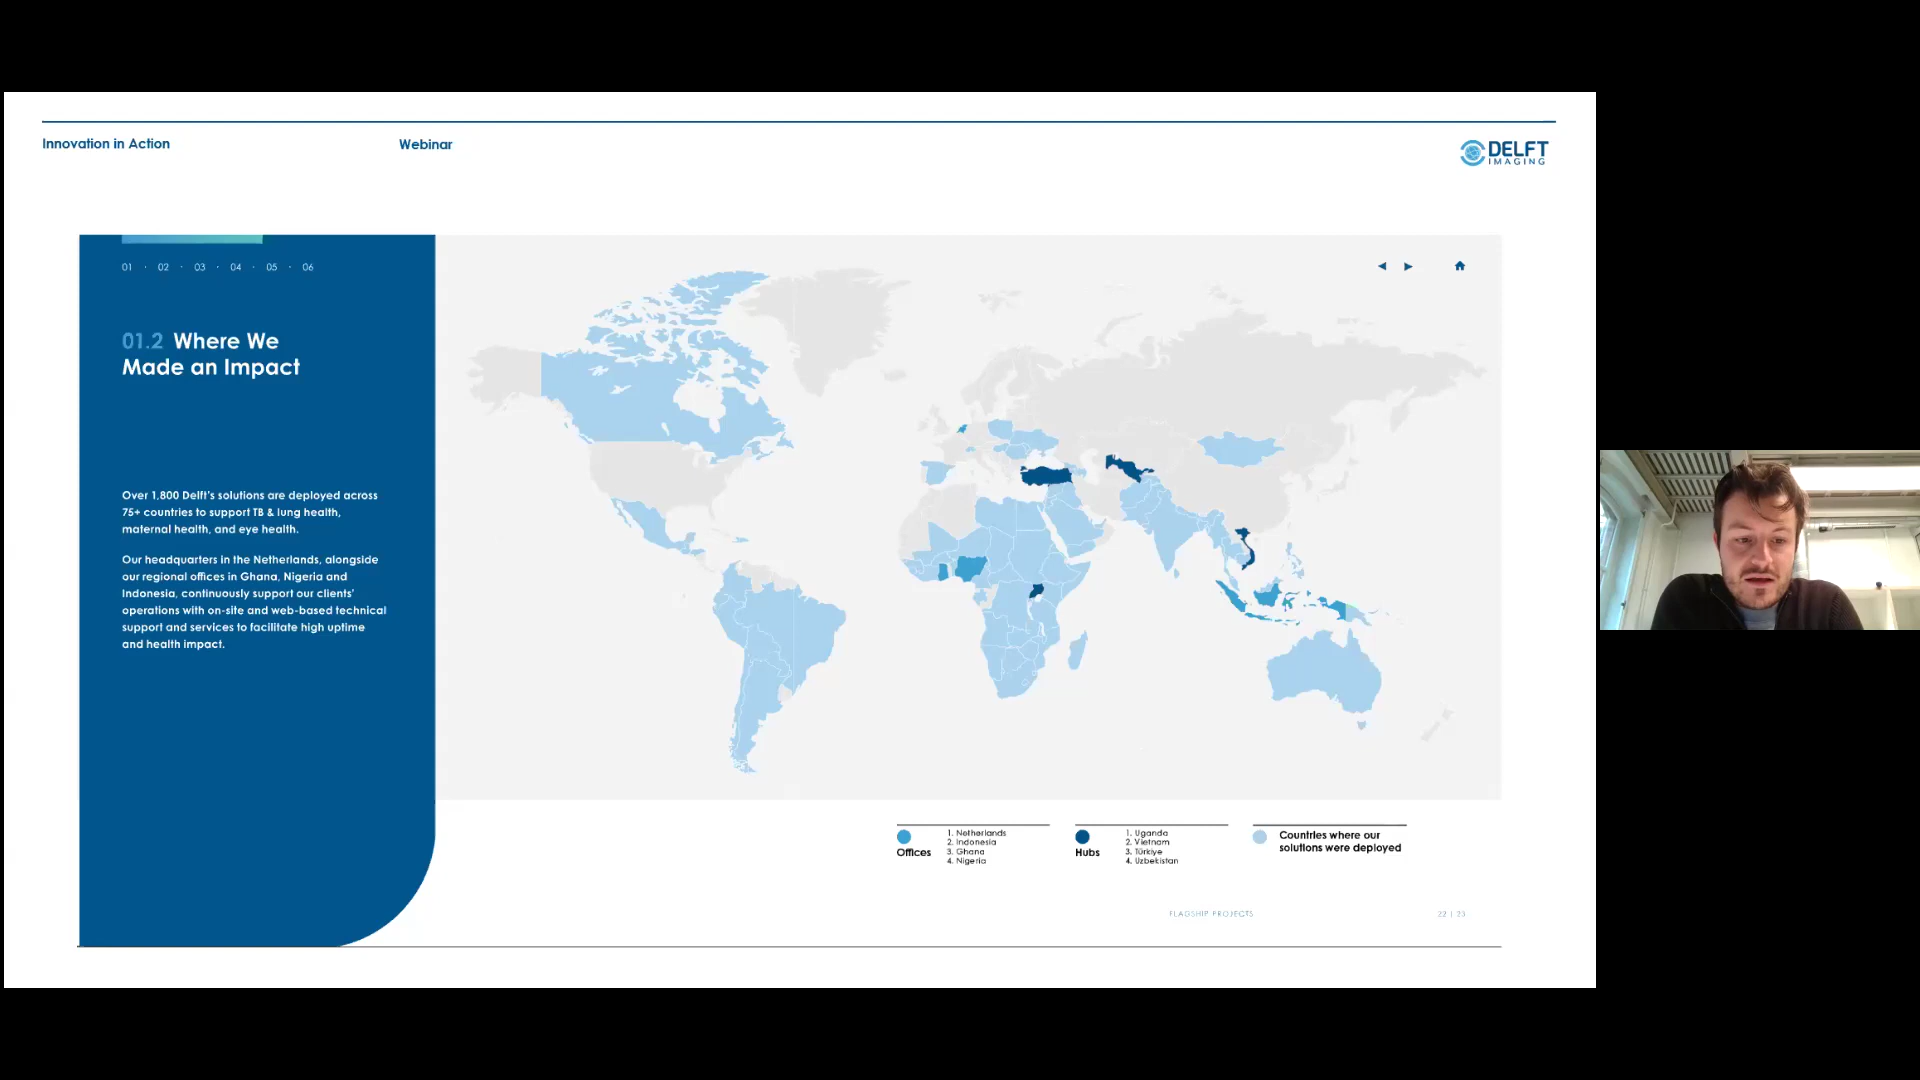 Innovation in Action
Webinar
DELFT
IMAGING
01 · 02 · 03 · 04 · 05 · 06
01.2 Where We
Made an Impact
Over 1,800 Delft's solutions are deployed across
75+ countries to support TB & lung health,
maternal health, and eye health.
Our headquarters in the Netherlands, alongside
our regional offices in Ghana, Nigeria and
Indonesia, continuously support our clients'
operations with on-site and web-based technical
support and services to facilitate high uptime
and health impact.
Offices
1. Netherlands
2. Indonesia
3. Ghana
4. Nigeria
Hubs
1. Uganda
2. Vietnam
3. Türkiye
4. Uzbekistan
Countries where our
solutions were deployed
FLAGSHIP PROJECTS
22 | 23